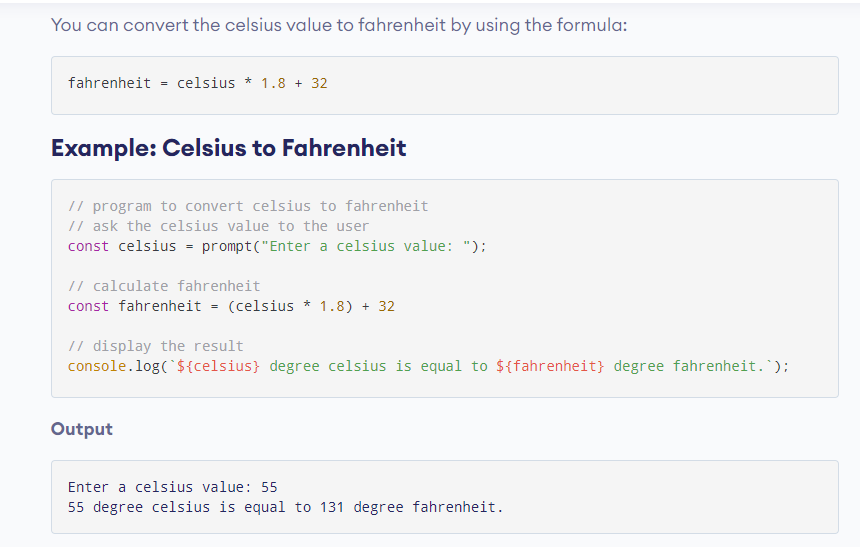 You can convert the celsius value to fahrenheit by using the formula:
fahrenheit = celsius * 1.8 + 32
Example: Celsius to Fahrenheit
// program to convert celsius to fahrenheit
// ask the celsius value to the user
const celsius = prompt("Enter a celsius value: ");
// calculate fahrenheit
const fahrenheit = (celsius * 1.8) + 32
// display the result
console.log(`${celsius} degree celsius is equal to ${fahrenheit} degree fahrenheit.`);
Output
Enter a celsius value: 55
55 degree celsius is equal to 131 degree fahrenheit.